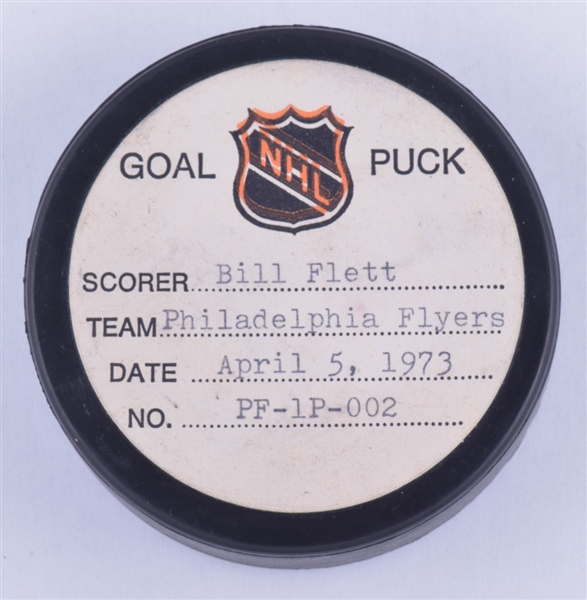 GOAL NHL PUCK
SCORER Bill Flett
TEAM Philadelphia Flyers
DATE April 5, 1973
NO. PF-1P-002